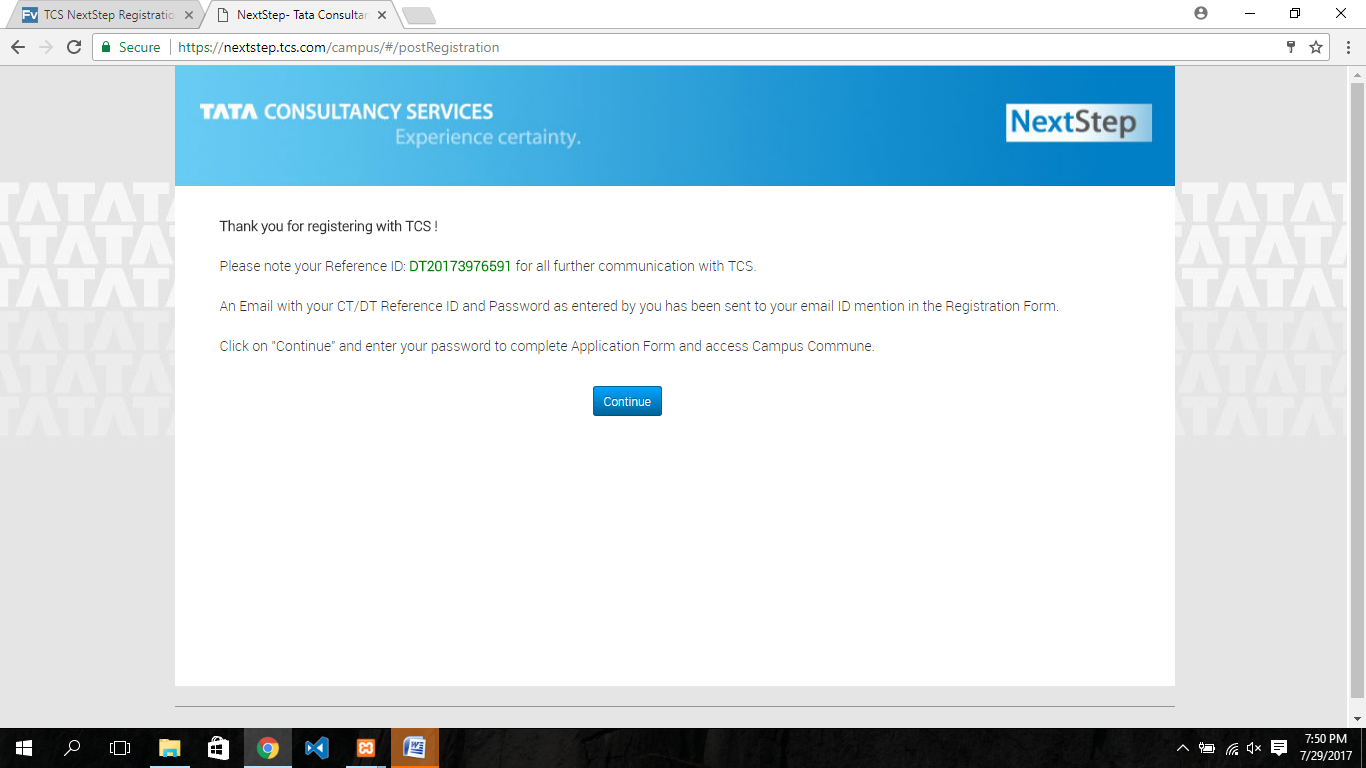 TCS NextStep Registratio
NextStep- Tata Consultan
Secure
https://nextstep.tcs.com/campus/#/postRegistration
TATA CONSULTANCY SERVICES
Experience certainty.
NextStep
Thank you for registering with TCS !
Please note your Reference ID: DT20173976591 for all further communication with TCS.
An Email with your CT/DT Reference ID and Password as entered by you has been sent to your email ID mention in the Registration Form.
Click on "Continue" and enter your password to complete Application Form and access Campus Commune.
Continue
7:50 PM
7/29/2017